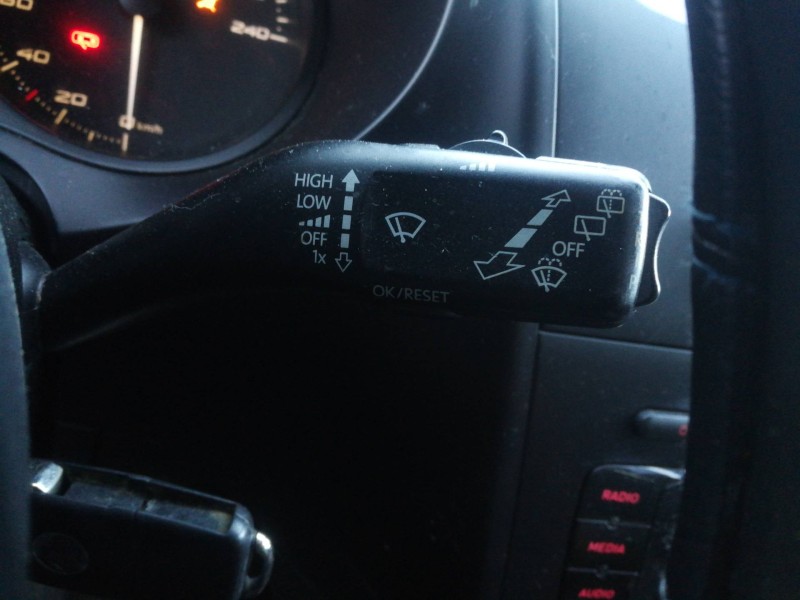 240
40
20
0 km/h
HIGH
LOW
OFF
1x
OFF
OK/RESET
RADIO
MEDIA
AUDIO